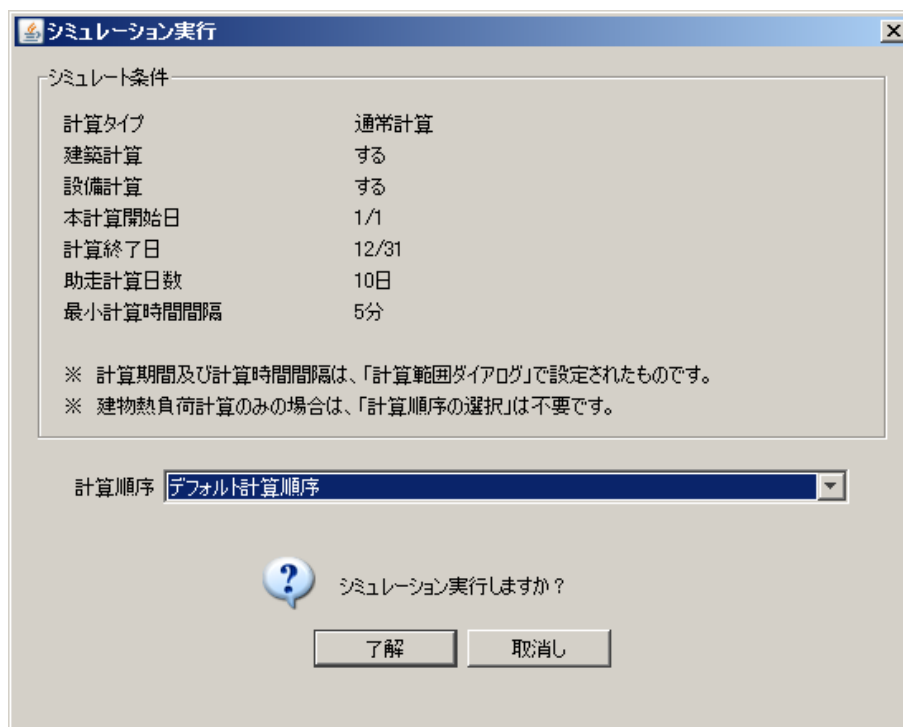 シミュレーション実行
シミュレート条件
計算タイプ 通常計算
建築計算 する
設備計算 する
本計算開始日 1/1
計算終了日 12/31
助走計算日数 10日
最小計算時間間隔 5分
※ 計算期間及び計算時間間隔は、「計算範囲ダイアログ」で設定されたものです。
※ 建物熱負荷計算のみの場合は、「計算順序の選択」は不要です。
計算順序 デフォルト計算順序
シミュレーション実行しますか？
了解 取消し